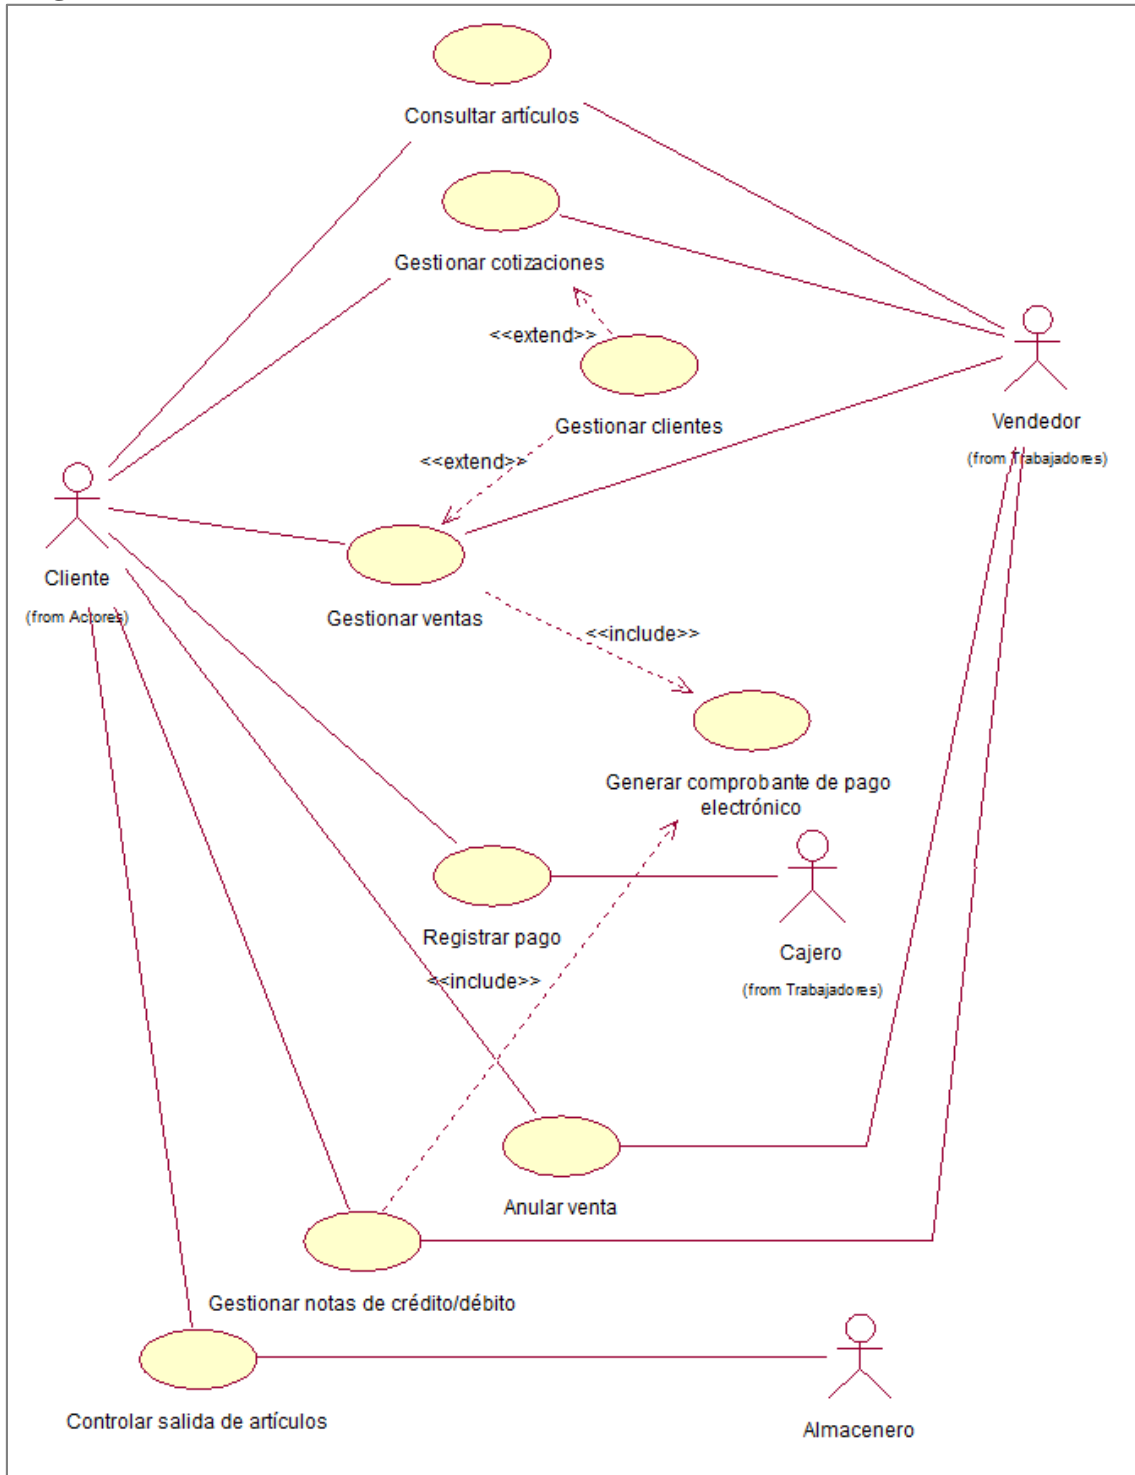 Consultar artículos
Gestionar cotizaciones
<<extend>>
Gestionar clientes
Vendedor
(from Trabajadores)
<<extend>>
Cliente
(from Actores)
Gestionar ventas
<<include>>
Generar comprobante de pago
electrónico
Registrar pago
Cajero
(from Trabajadores)
<<include>>
Anular venta
Gestionar notas de crédito/débito
Controlar salida de artículos
Almacenero